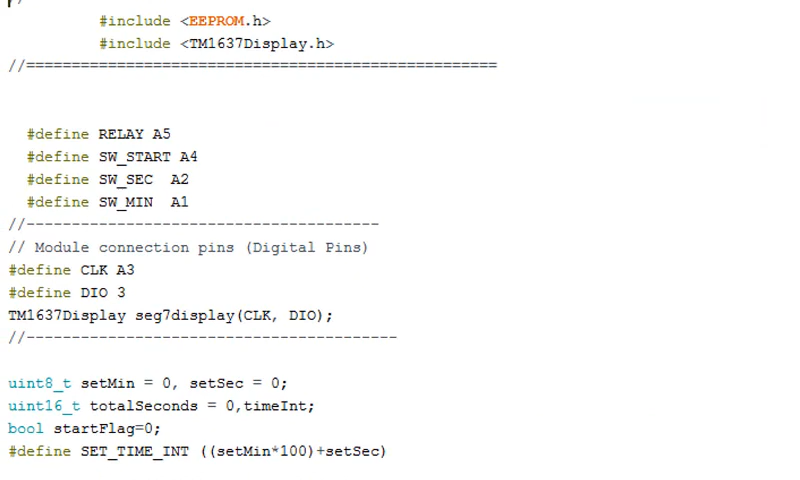 #include <EEPROM.h>
#include <TM1637Display.h>
//====================================================
#define RELAY A5
#define SW_START A4
#define SW_SEC  A2
#define SW_MIN  A1
//---------------------------------------
// Module connection pins (Digital Pins)
#define CLK A3
#define DIO 3
TM1637Display seg7display(CLK, DIO);
//-----------------------------------------
uint8_t setMin = 0, setSec = 0;
uint16_t totalSeconds = 0,timeInt;
bool startFlag=0;
#define SET_TIME_INT ((setMin*100)+setSec)